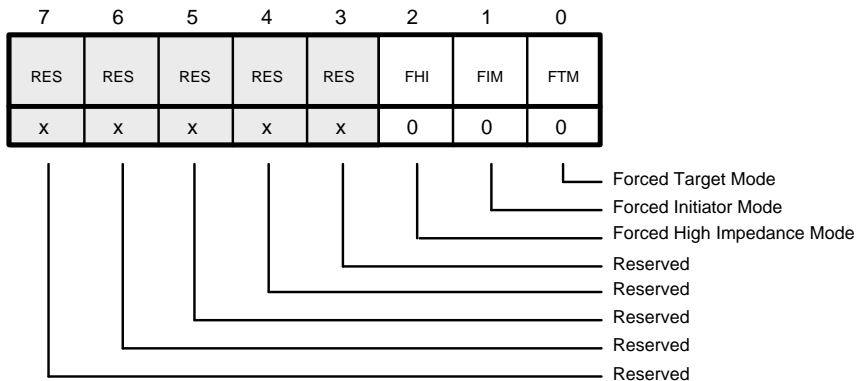 7 6 5 4 3 2 1 0
RES RES RES RES RES FHI FIM FTM
x x x x x 0 0 0
Forced Target Mode
Forced Initiator Mode
Forced High Impedance Mode
Reserved
Reserved
Reserved
Reserved
Reserved